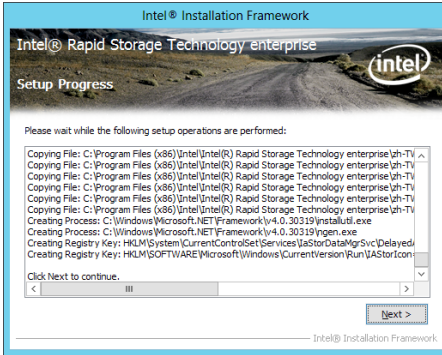 Intel® Installation Framework
Intel® Rapid Storage Technology enterprise
intel
Setup Progress
Please wait while the following setup operations are performed:
Copying File: C:\Program Files (x86)\Intel\Intel(R) Rapid Storage Technology enterprise\zh-TW
Copying File: C:\Program Files (x86)\Intel\Intel(R) Rapid Storage Technology enterprise\zh-TW
Copying File: C:\Program Files (x86)\Intel\Intel(R) Rapid Storage Technology enterprise\zh-TW
Copying File: C:\Program Files (x86)\Intel\Intel(R) Rapid Storage Technology enterprise\zh-TW
Copying File: C:\Program Files (x86)\Intel\Intel(R) Rapid Storage Technology enterprise\zh-TW
Copying File: C:\Program Files (x86)\Intel\Intel(R) Rapid Storage Technology enterprise\zh-TW
Creating Process: C:\Windows\Microsoft.NET\Framework\v4.0.30319\installutil.exe
Creating Process: C:\Windows\Microsoft.NET\Framework\v4.0.30319\ngen.exe
Creating Registry Key: HKLM\System\CurrentControlSet\Services\IaStorDataMgrSvc\Delayed
Creating Registry Key: HKLM\SOFTWARE\Microsoft\Windows\CurrentVersion\Run\IAStorIcon=
Click Next to continue.
Next >
Intel® Installation Framework